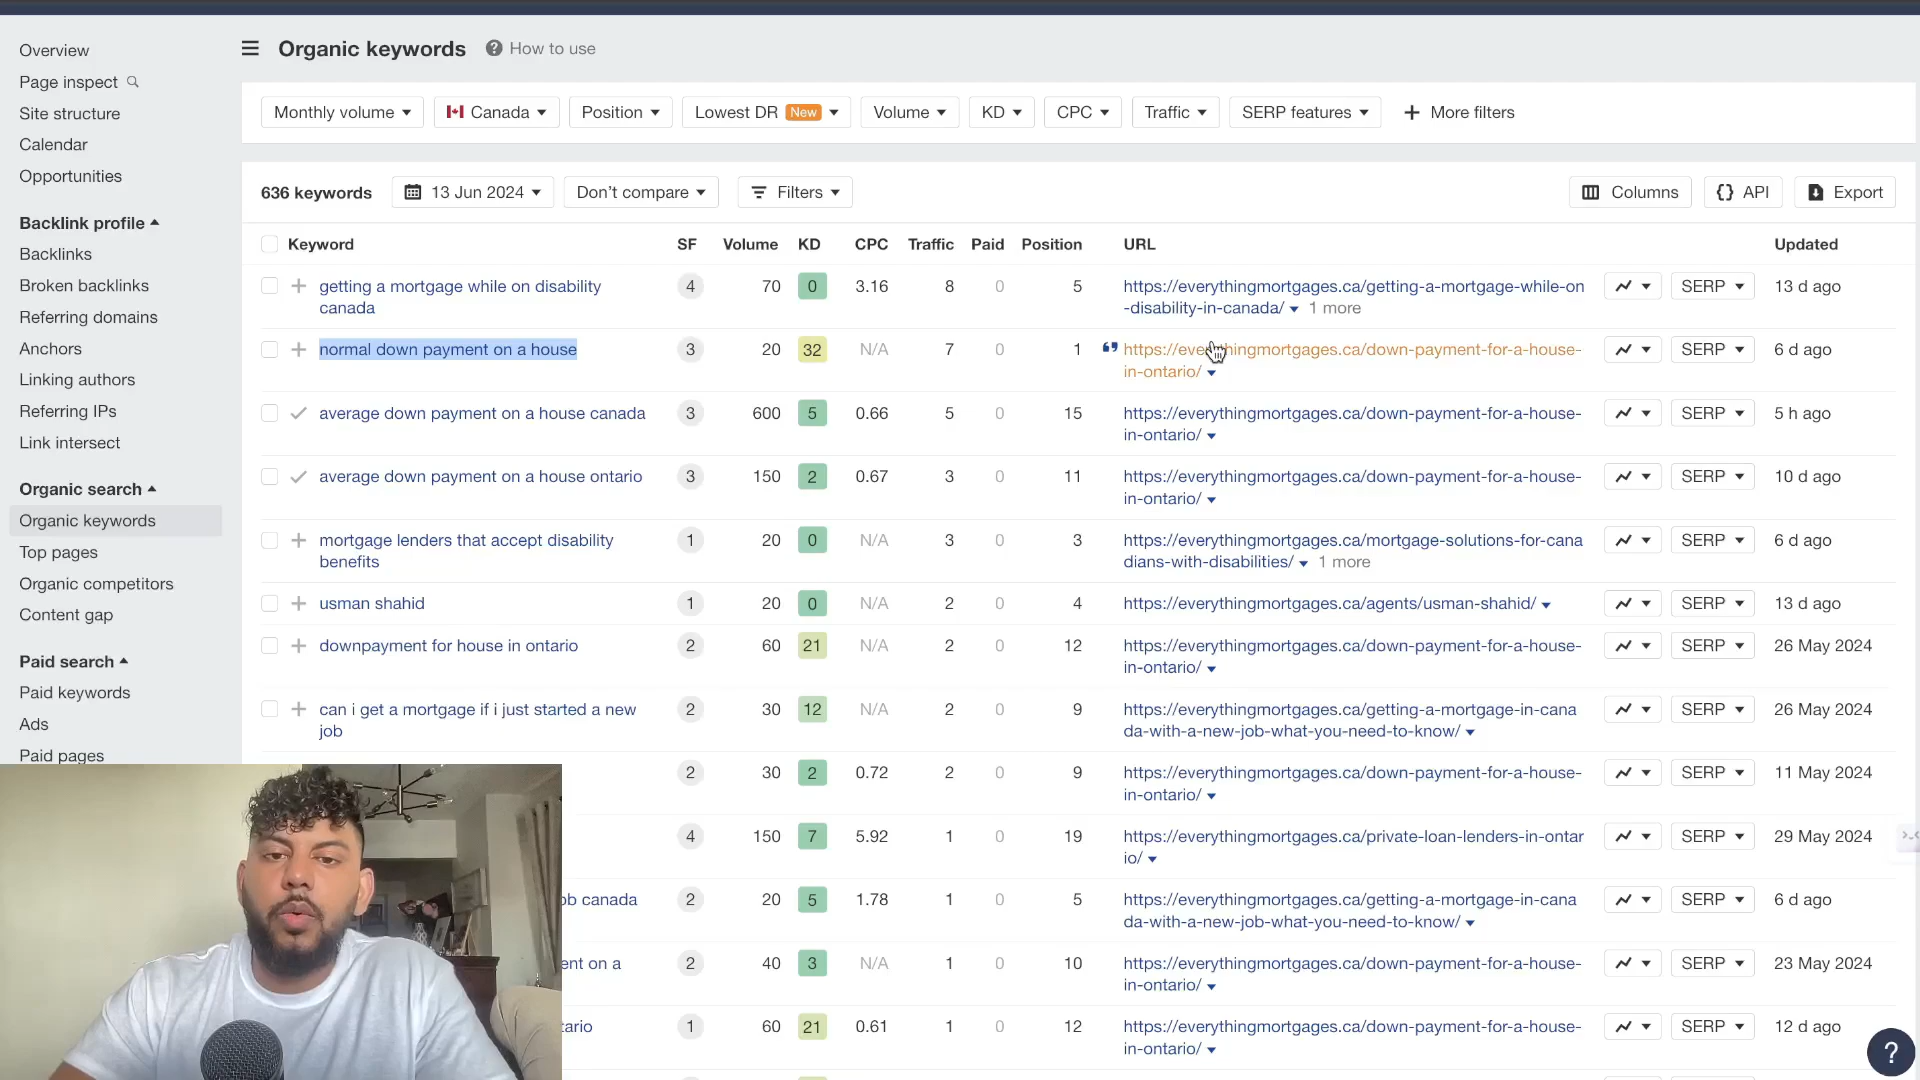 Overview
Page inspect
Site structure
Calendar
Opportunities
Backlink profile
Backlinks
Broken backlinks
Referring domains
Anchors
Linking authors
Referring IPs
Link intersect
Organic search
Organic keywords
Top pages
Organic competitors
Content gap
Paid search
Paid keywords
Ads
Paid pages
Organic keywords ? How to use
Monthly volume Canada Position Lowest DR New Volume KD CPC Traffic SERP features + More filters
636 keywords 13 Jun 2024 Don't compare Filters Columns {} API Export
Keyword SF Volume KD CPC Traffic Paid Position URL Updated
getting a mortgage while on disability 4 70 0 3.16 8 0 5 https://everythingmortgages.ca/getting-a-mortgage-while-on SERP 13 d ago
canada -disability-in-canada/ 1 more
normal down payment on a house 3 20 32 N/A 7 0 1 https://everythingmortgages.ca/down-payment-for-a-house- SERP 6 d ago
in-ontario/
average down payment on a house canada 3 600 5 0.66 5 0 15 https://everythingmortgages.ca/down-payment-for-a-house- SERP 5 h ago
in-ontario/
average down payment on a house ontario 3 150 2 0.67 3 0 11 https://everythingmortgages.ca/down-payment-for-a-house- SERP 10 d ago
in-ontario/
mortgage lenders that accept disability 1 20 0 N/A 3 0 3 https://everythingmortgages.ca/mortgage-solutions-for-cana SERP 6 d ago
benefits dians-with-disabilities/ 1 more
usman shahid 1 20 0 N/A 2 0 4 https://everythingmortgages.ca/agents/usman-shahid/ SERP 13 d ago
downpayment for house in ontario 2 60 21 N/A 2 0 12 https://everythingmortgages.ca/down-payment-for-a-house- SERP 26 May 2024
in-ontario/
can i get a mortgage if i just started a new 2 30 12 N/A 2 0 9 https://everythingmortgages.ca/getting-a-mortgage-in-cana SERP 26 May 2024
job da-with-a-new-job-what-you-need-to-know/
2 30 2 0.72 2 0 9 https://everythingmortgages.ca/down-payment-for-a-house- SERP 11 May 2024
in-ontario/
4 150 7 5.92 1 0 19 https://everythingmortgages.ca/private-loan-lenders-in-ontar SERP 29 May 2024
io/
ob canada 2 20 5 1.78 1 0 5 https://everythingmortgages.ca/getting-a-mortgage-in-cana SERP 6 d ago
da-with-a-new-job-what-you-need-to-know/
ent on a 2 40 3 N/A 1 0 10 https://everythingmortgages.ca/down-payment-for-a-house- SERP 23 May 2024
in-ontario/
tario 1 60 21 0.61 1 0 12 https://everythingmortgages.ca/down-payment-for-a-house- SERP 12 d ago
in-ontario/
?